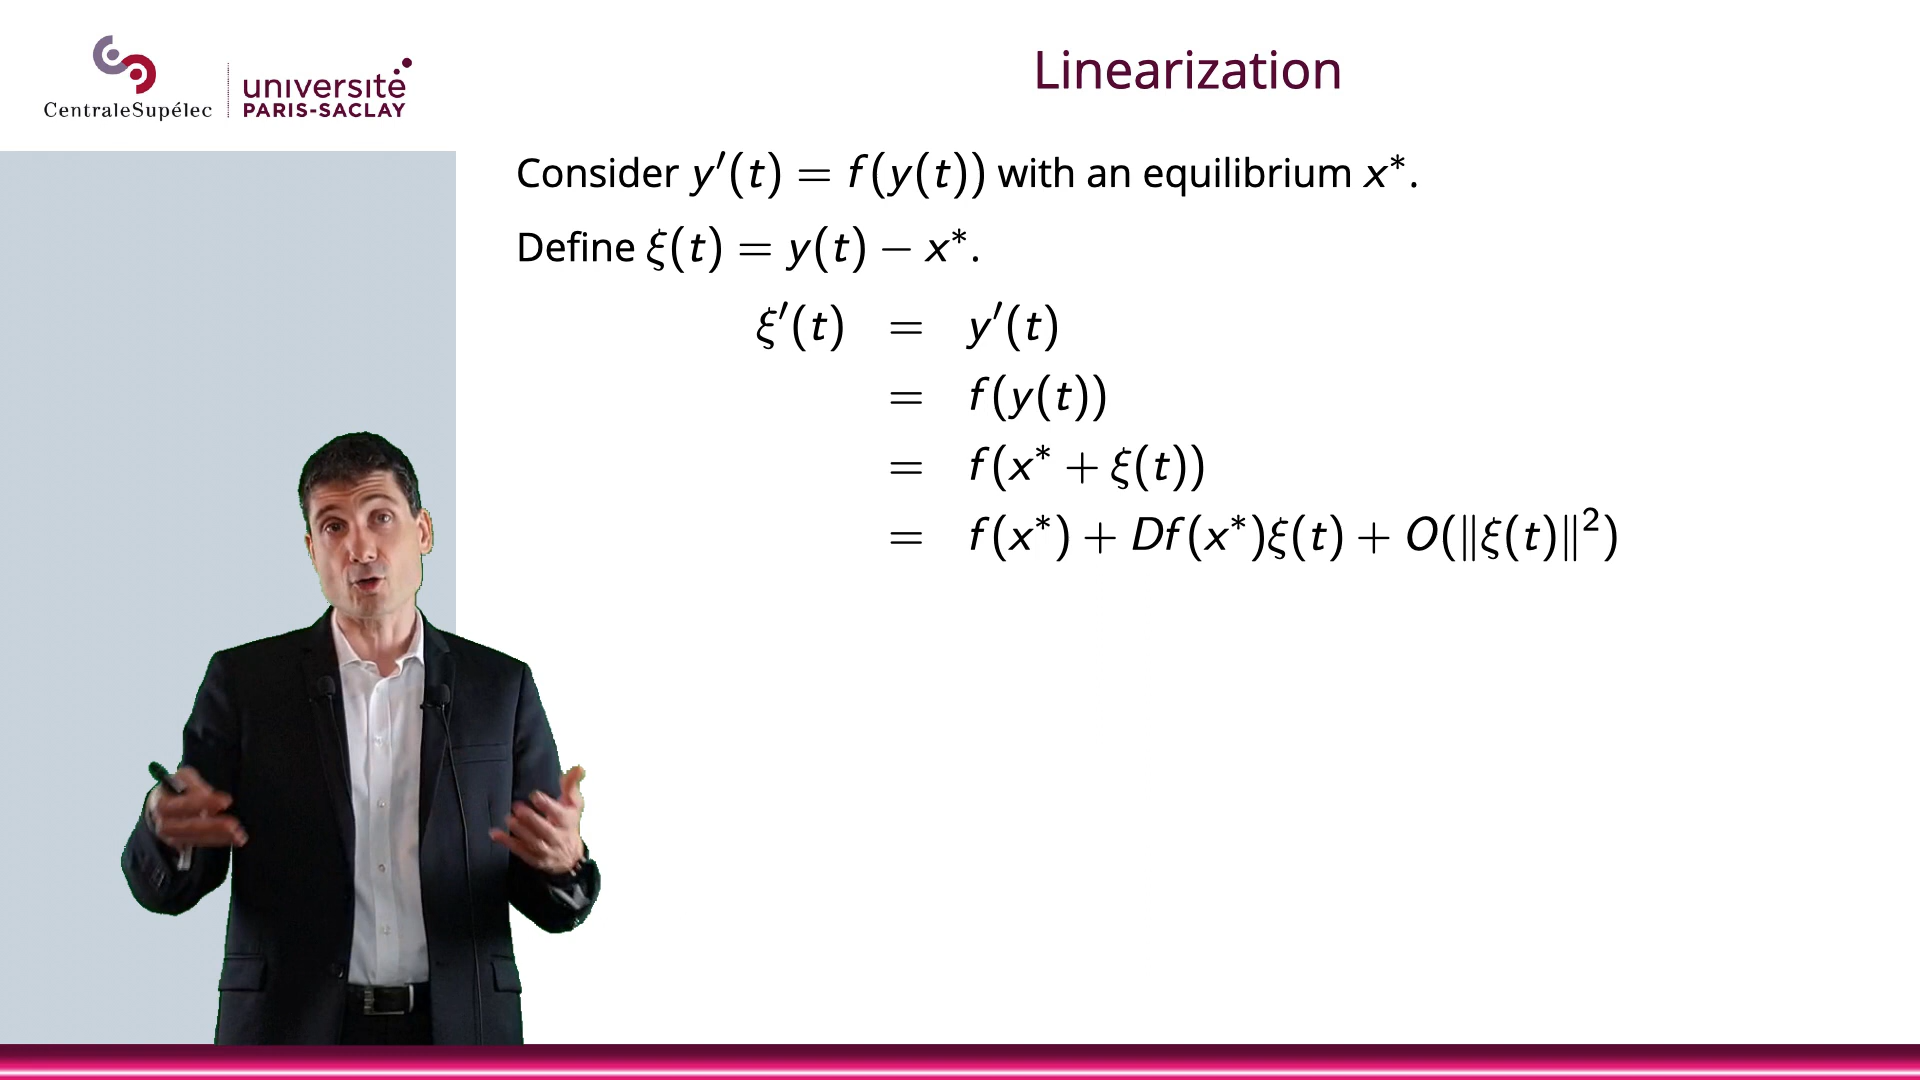 CentraleSupélec
université
PARIS-SACLAY
Linearization
Consider y′(t) = f(y(t)) with an equilibrium x*.
Define ξ(t) = y(t) − x*.
ξ′(t) = y′(t)
= f(y(t))
= f(x* + ξ(t))
= f(x*) + Df(x*)ξ(t) + O(‖ξ(t)‖²)